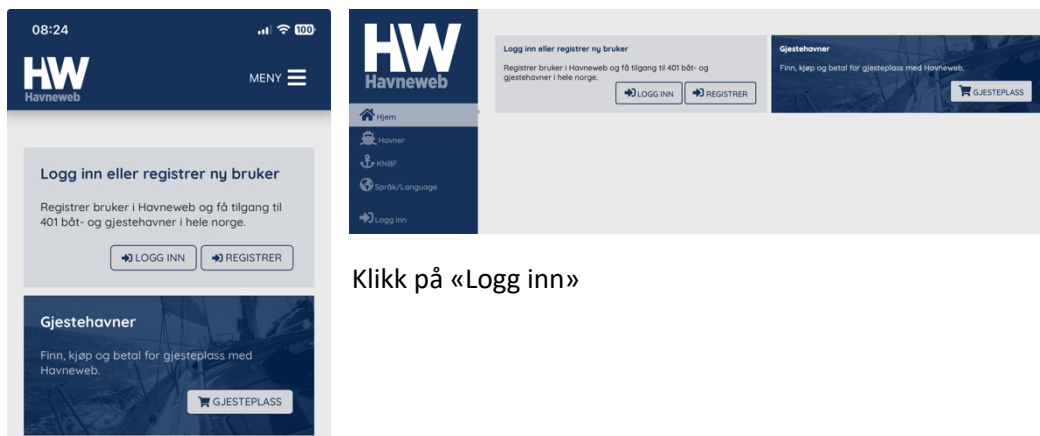 08:24
100
HW
Havneweb
MENY
Logg inn eller registrer ny bruker
Registrer bruker i Havneweb og få tilgang til
401 båt- og gjestehavner i hele norge.
LOGG INN
REGISTRER
Gjestehavner
Finn, kjøp og betal for gjesteplass med
Havneweb.
GJESTEPLASS
HW
Havneweb
Hjem
Havner
KNBF
Språk/Language
Logg inn
Logg inn eller registrer ny bruker
Registrer bruker i Havneweb og få tilgang til 401 båt- og
gjestehavner i hele norge.
LOGG INN
REGISTRER
Gjestehavner
Finn, kjøp og betal for gjesteplass med Havneweb.
GJESTEPLASS
Klikk på «Logg inn»